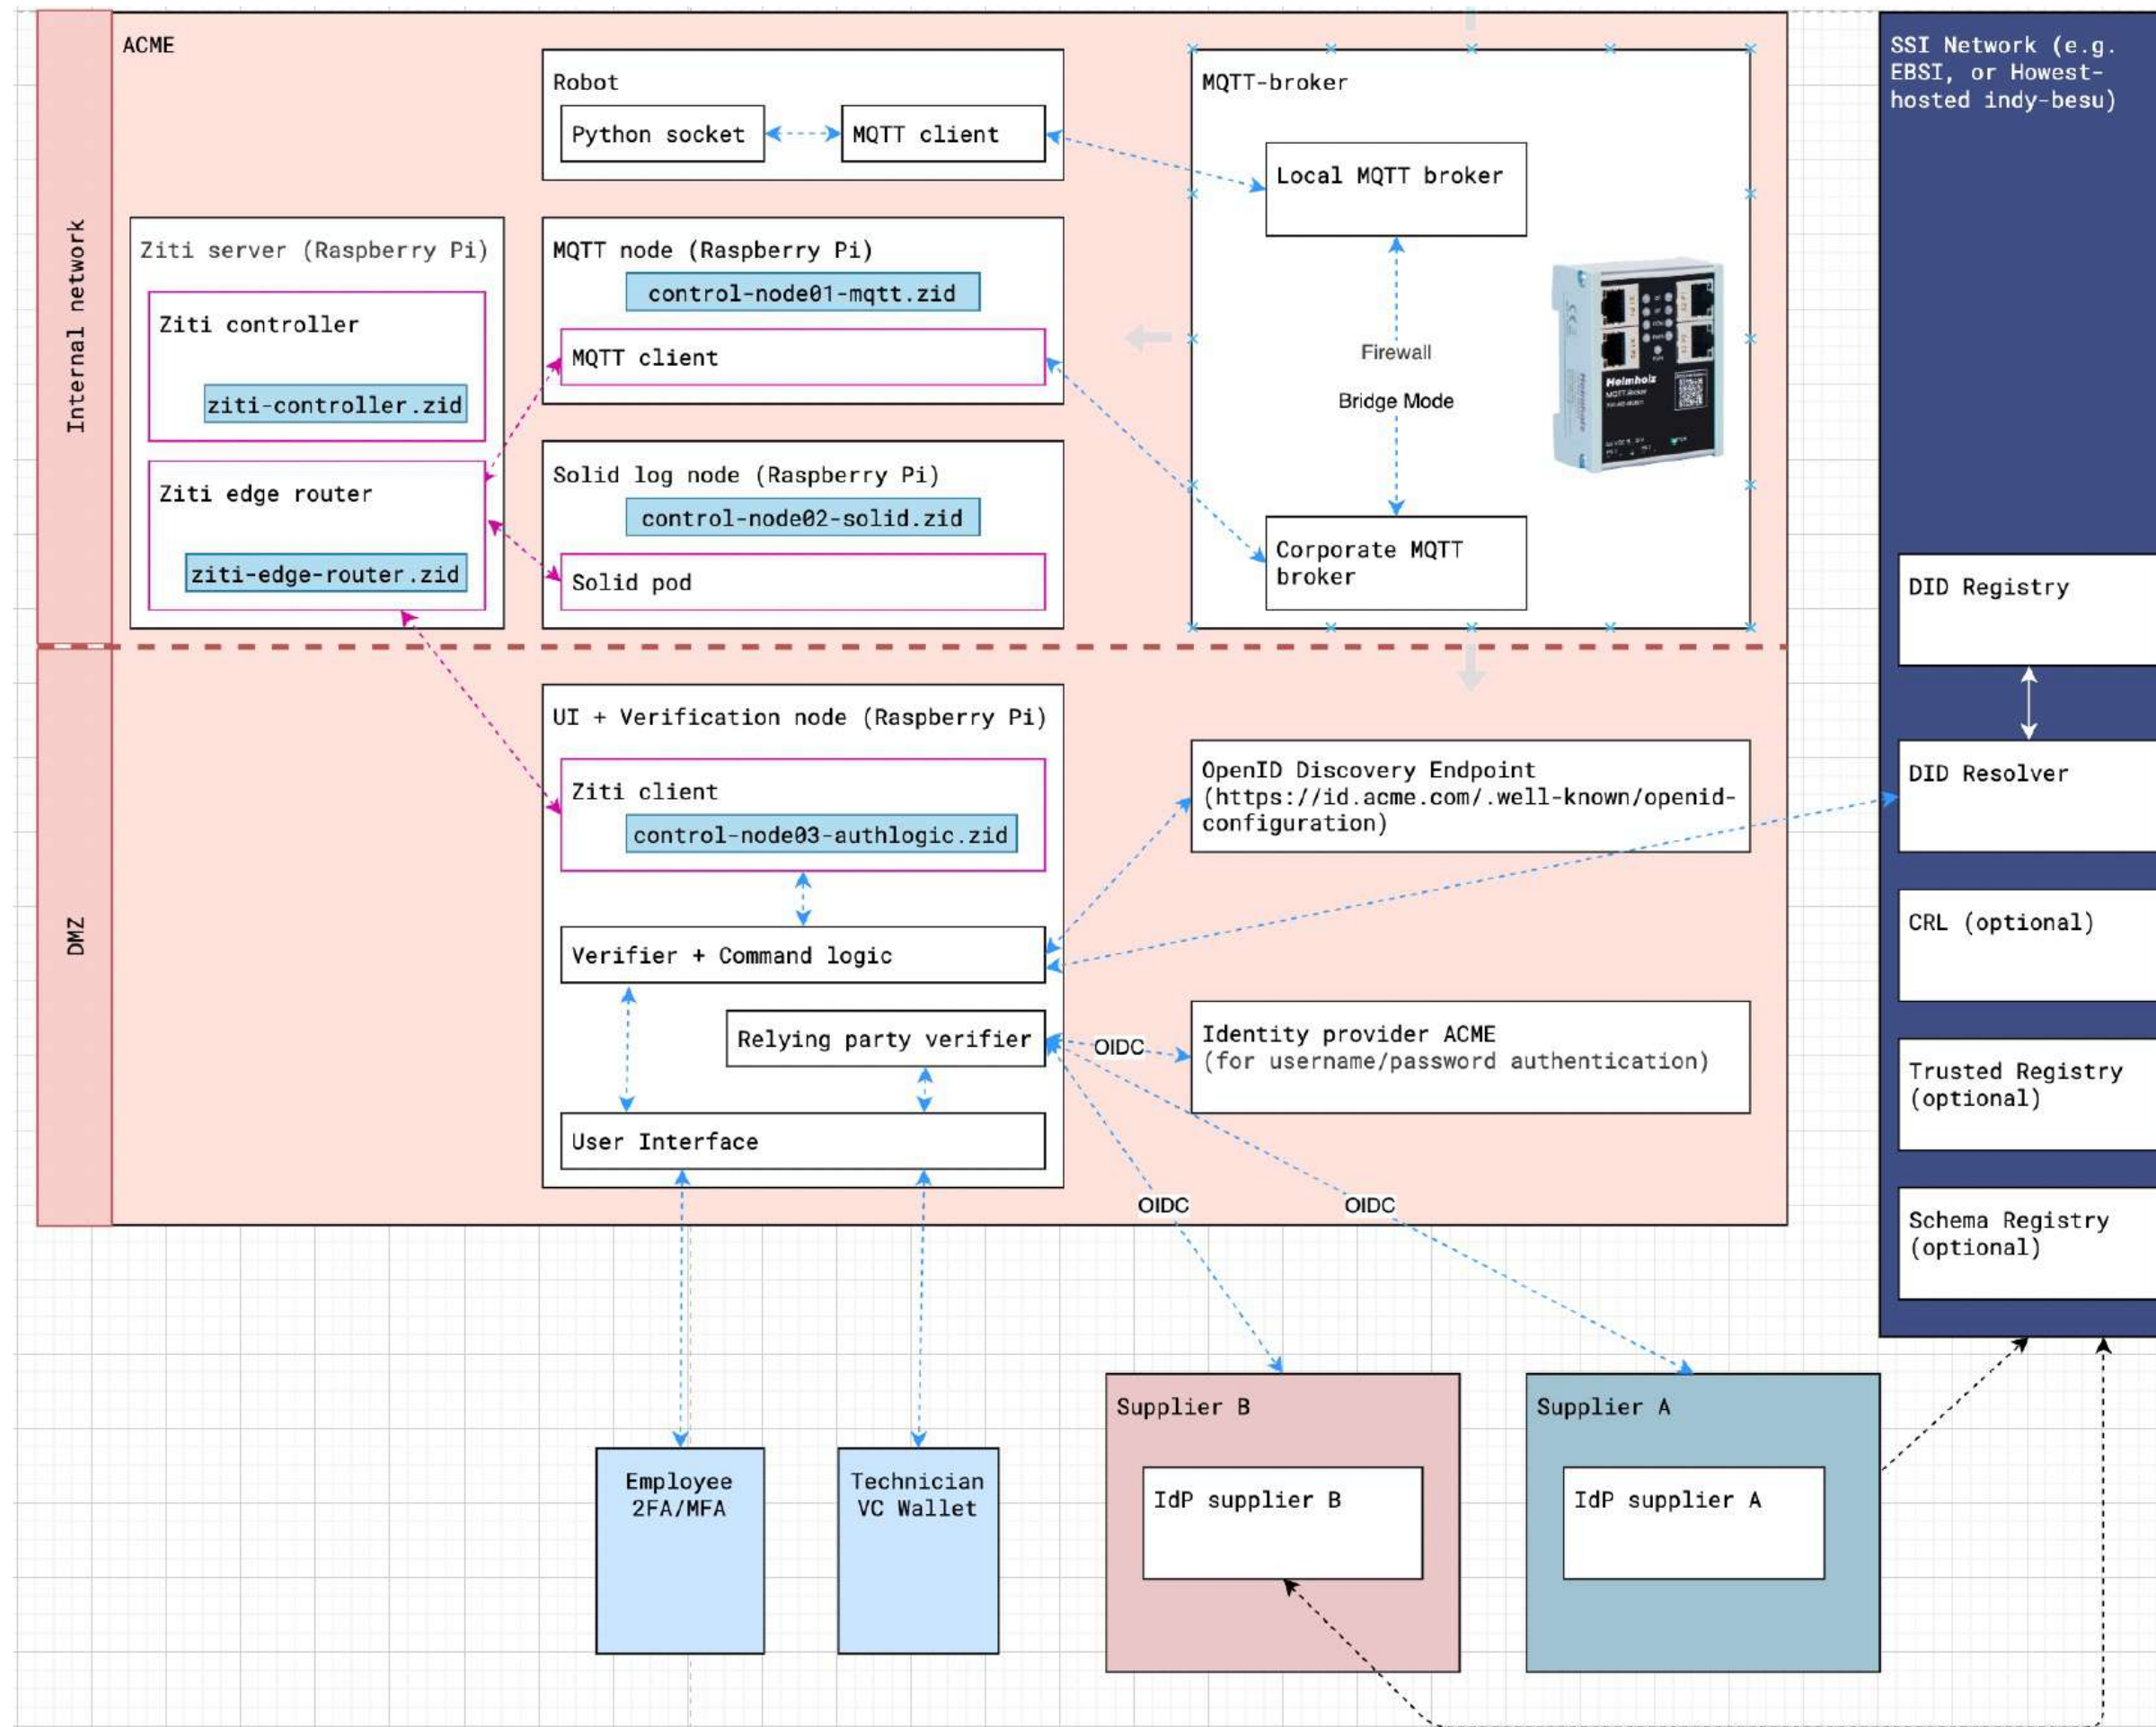 ACME
Internal network
DMZ
Robot
Python socket
MQTT client
MQTT-broker
Local MQTT broker
Firewall
Bridge Mode
Corporate MQTT
broker
Helmholz
Ziti server (Raspberry Pi)
Ziti controller
ziti-controller.zid
Ziti edge router
ziti-edge-router.zid
MQTT node (Raspberry Pi)
control-node01-mqtt.zid
MQTT client
Solid log node (Raspberry Pi)
control-node02-solid.zid
Solid pod
UI + Verification node (Raspberry Pi)
Ziti client
control-node03-authlogic.zid
Verifier + Command logic
Relying party verifier
User Interface
OpenID Discovery Endpoint
(https://id.acme.com/.well-known/openid-
configuration)
Identity provider ACME
(for username/password authentication)
OIDC
OIDC
OIDC
SSI Network (e.g.
EBSI, or Howest-
hosted indy-besu)
DID Registry
DID Resolver
CRL (optional)
Trusted Registry
(optional)
Schema Registry
(optional)
Employee
2FA/MFA
Technician
VC Wallet
Supplier B
IdP supplier B
Supplier A
IdP supplier A